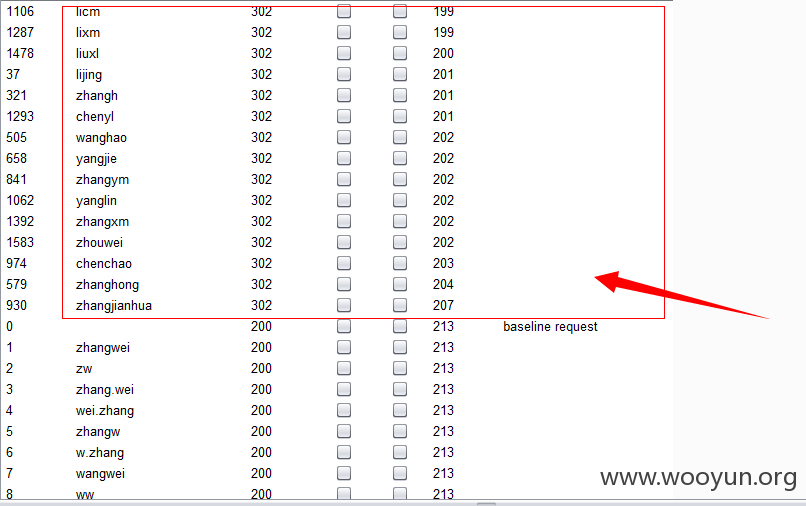 1106 licm 302 199
1287 lixm 302 199
1478 liuxl 302 200
37 lijing 302 201
321 zhangh 302 201
1293 chenyl 302 201
505 wanghao 302 202
658 yangjie 302 202
841 zhangym 302 202
1062 yanglin 302 202
1392 zhangxm 302 202
1583 zhouwei 302 202
974 chenchao 302 203
579 zhanghong 302 204
930 zhangjianhua 302 207
0 200 213 baseline request
1 zhangwei 200 213
2 zw 200 213
3 zhang.wei 200 213
4 wei.zhang 200 213
5 zhangw 200 213
6 w.zhang 200 213
7 wangwei 200 213
8 ww 200 213
www.wooyun.org